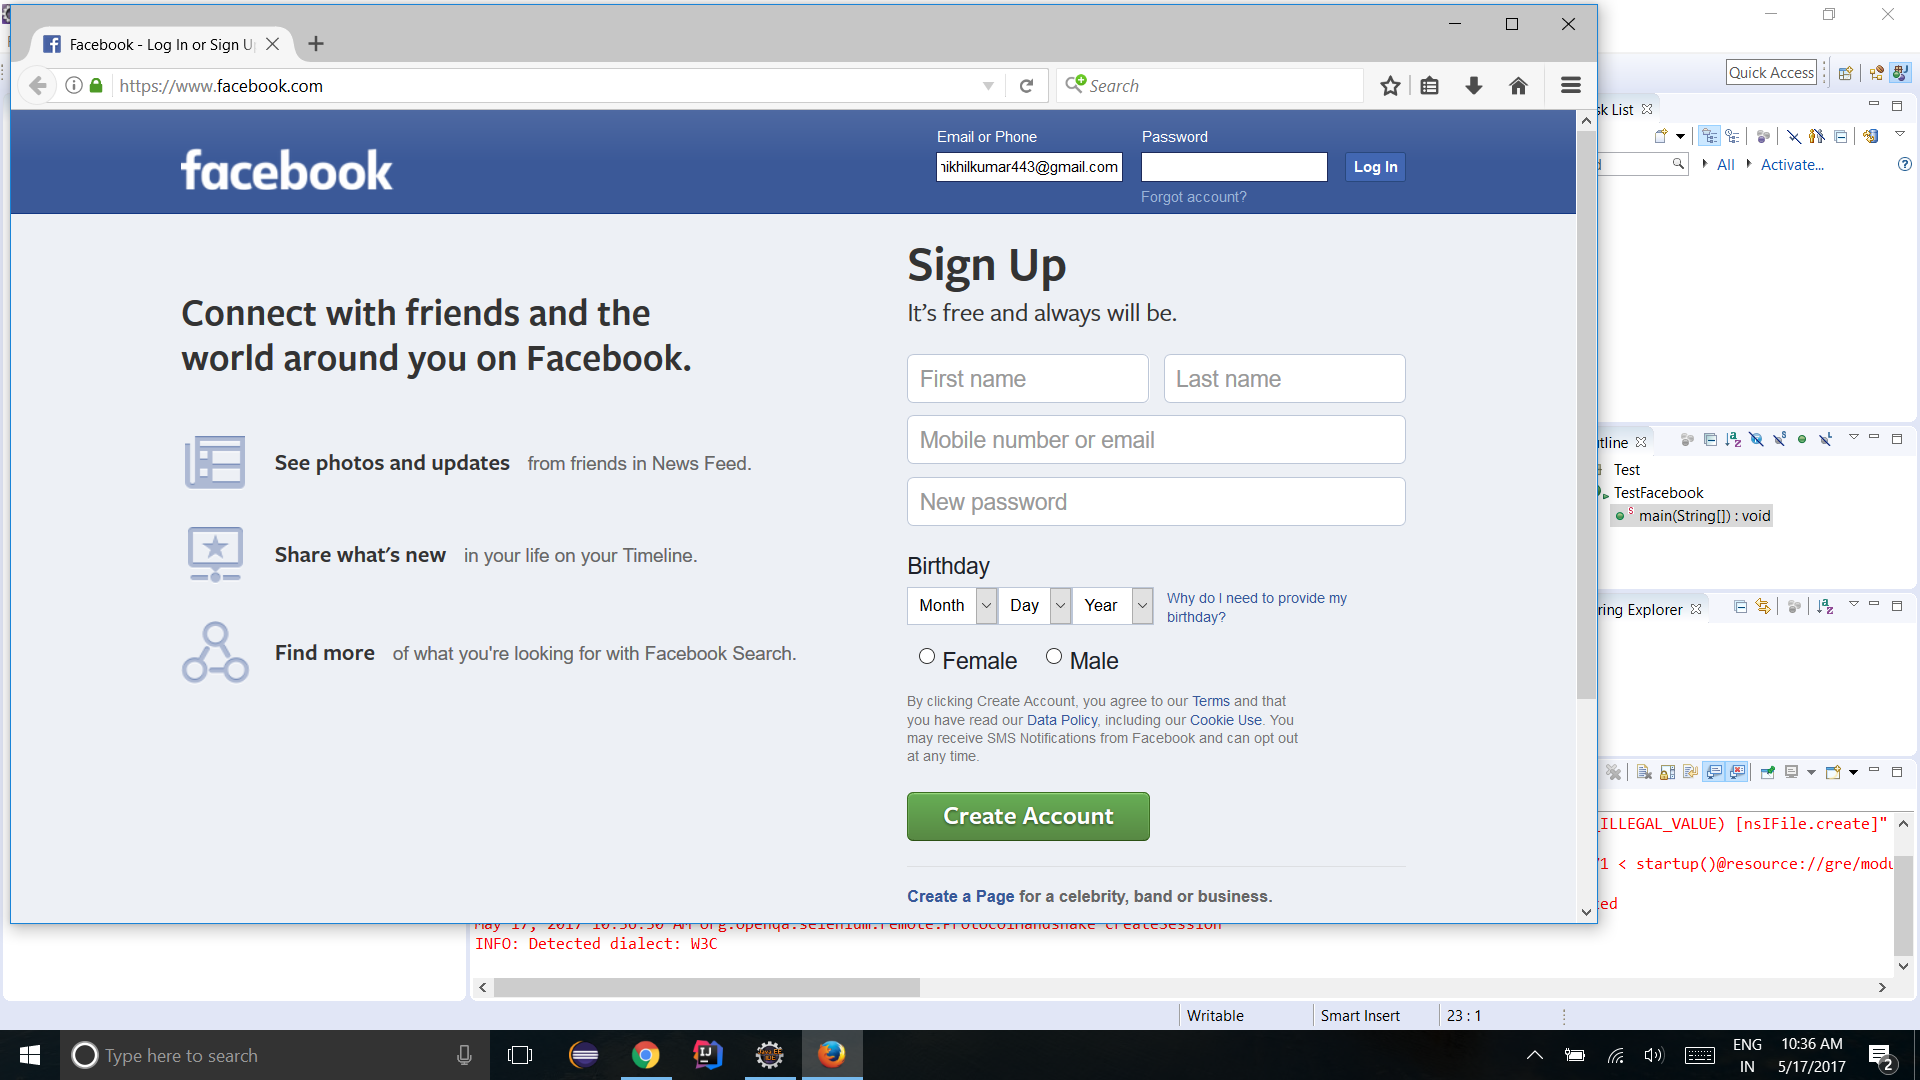 Facebook - Log In or Sign U
https://www.facebook.com
Search
Quick Access
facebook
Email or Phone
Password
nikhilkumar443@gmail.com
Log In
Forgot account?
Sign Up
It's free and always will be.
Connect with friends and the
world around you on Facebook.
First name
Last name
Mobile number or email
New password
See photos and updates from friends in News Feed.
Share what's new in your life on your Timeline.
Find more of what you're looking for with Facebook Search.
Birthday
Month
Day
Year
Why do I need to provide my
birthday?
Female
Male
By clicking Create Account, you agree to our Terms and that
you have read our Data Policy, including our Cookie Use. You
may receive SMS Notifications from Facebook and can opt out
at any time.
Create Account
Create a Page for a celebrity, band or business.
sk List
All
Activate...
tline
Test
TestFacebook
main(String[]) : void
ring Explorer
_ILLEGAL_VALUE) [nsIFile.create]"
71 < startup()@resource://gre/modu
ted
May 17, 2017 10:36:30 AM org.openqa.selenium.remote.ProtocolHandshake createSession
INFO: Detected dialect: W3C
Writable
Smart Insert
23 : 1
Type here to search
ENG
IN
10:36 AM
5/17/2017
2